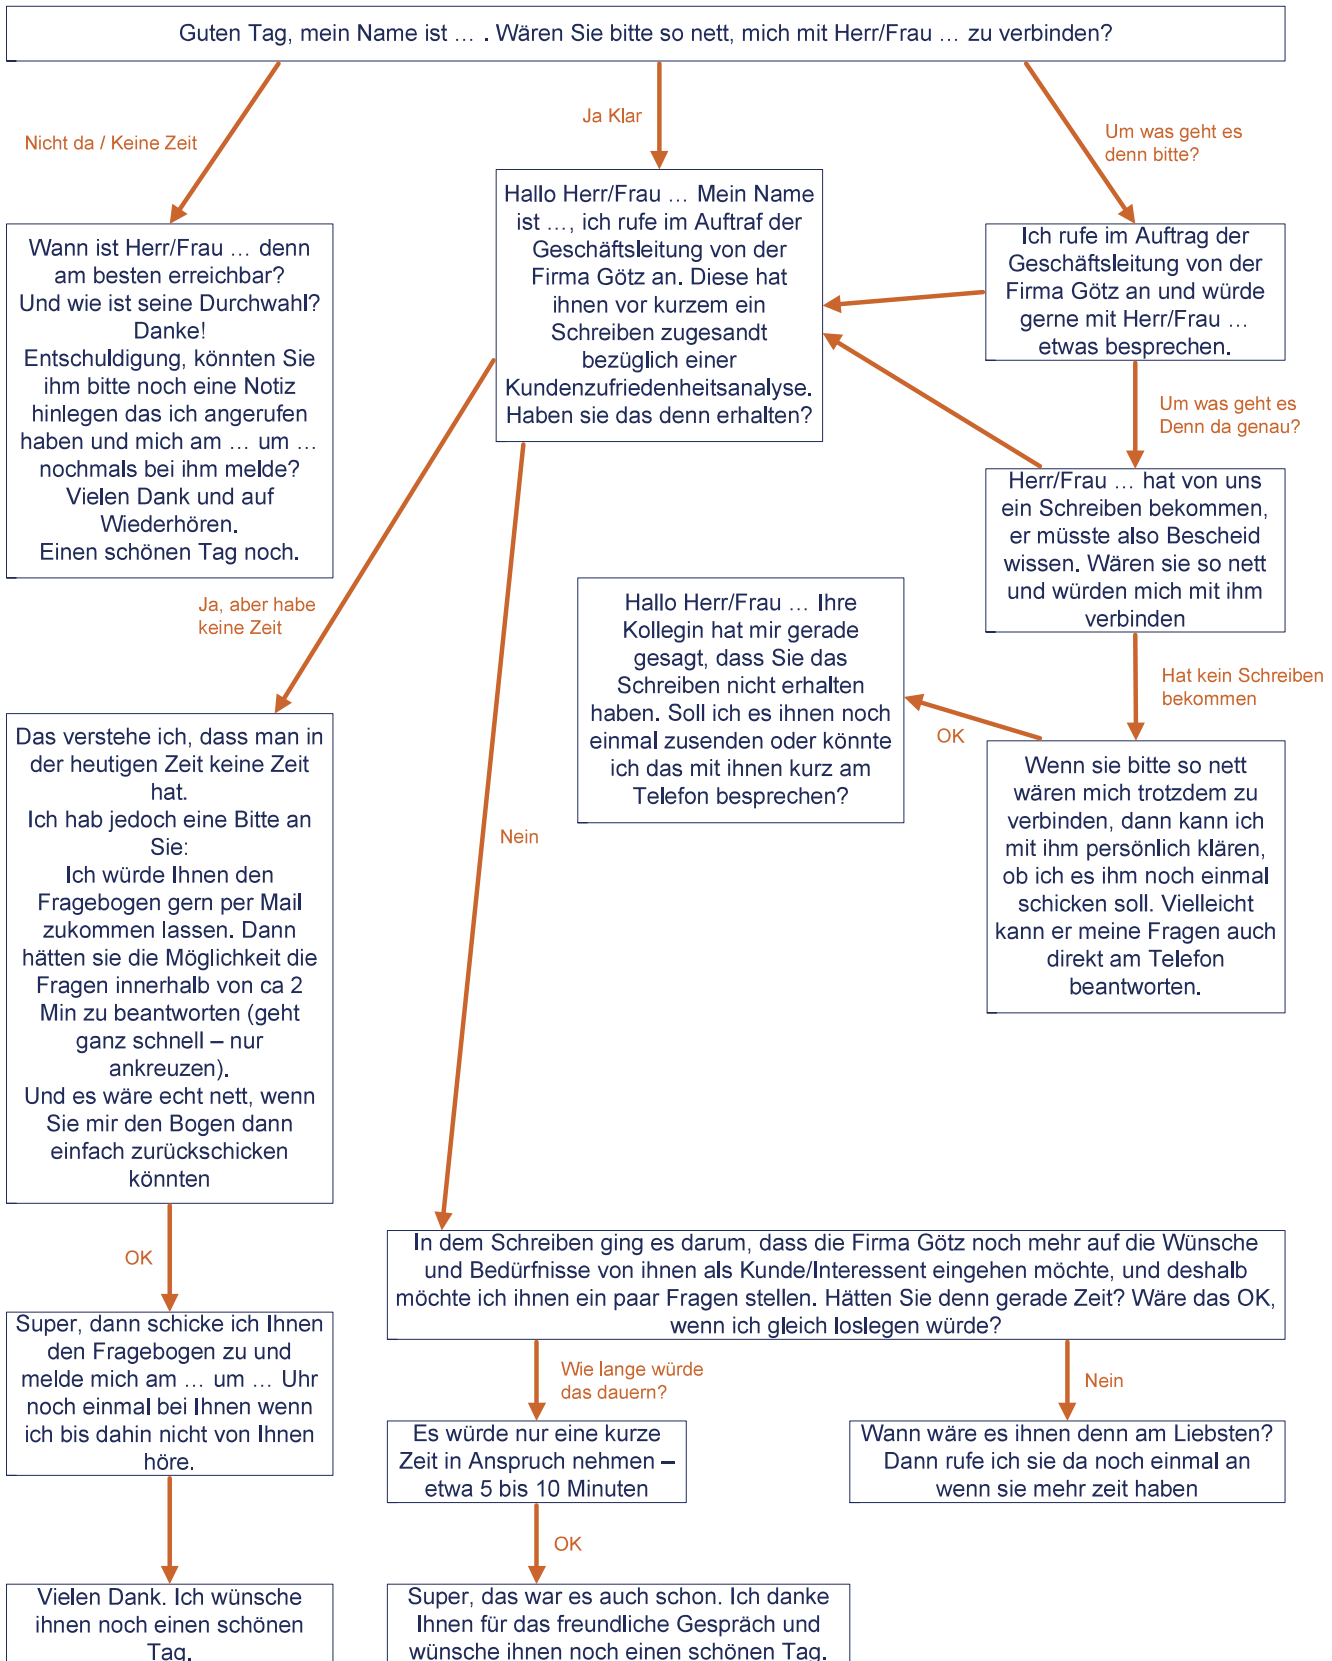 Guten Tag, mein Name ist … . Wären Sie bitte so nett, mich mit Herr/Frau … zu verbinden?
Nicht da / Keine Zeit
Ja Klar
Um was geht es
denn bitte?
Wann ist Herr/Frau … denn
am besten erreichbar?
Und wie ist seine Durchwahl?
Danke!
Entschuldigung, könnten Sie
ihm bitte noch eine Notiz
hinlegen das ich angerufen
haben und mich am … um …
nochmals bei ihm melde?
Vielen Dank und auf
Wiederhören.
Einen schönen Tag noch.
Hallo Herr/Frau … Mein Name
ist …, ich rufe im Auftraf der
Geschäftsleitung von der
Firma Götz an. Diese hat
ihnen vor kurzem ein
Schreiben zugesandt
bezüglich einer
Kundenzufriedenheitsanalyse.
Haben sie das denn erhalten?
Ich rufe im Auftrag der
Geschäftsleitung von der
Firma Götz an und würde
gerne mit Herr/Frau …
etwas besprechen.
Um was geht es
Denn da genau?
Herr/Frau … hat von uns
ein Schreiben bekommen,
er müsste also Bescheid
wissen. Wären sie so nett
und würden mich mit ihm
verbinden
Hat kein Schreiben
bekommen
Wenn sie bitte so nett
wären mich trotzdem zu
verbinden, dann kann ich
mit ihm persönlich klären,
ob ich es ihm noch einmal
schicken soll. Vielleicht
kann er meine Fragen auch
direkt am Telefon
beantworten.
OK
Hallo Herr/Frau … Ihre
Kollegin hat mir gerade
gesagt, dass Sie das
Schreiben nicht erhalten
haben. Soll ich es ihnen noch
einmal zusenden oder könnte
ich das mit ihnen kurz am
Telefon besprechen?
Ja, aber habe
keine Zeit
Das verstehe ich, dass man in
der heutigen Zeit keine Zeit
hat.
Ich hab jedoch eine Bitte an
Sie:
Ich würde Ihnen den
Fragebogen gern per Mail
zukommen lassen. Dann
hätten sie die Möglichkeit die
Fragen innerhalb von ca 2
Min zu beantworten (geht
ganz schnell – nur
ankreuzen).
Und es wäre echt nett, wenn
Sie mir den Bogen dann
einfach zurückschicken
könnten
OK
Super, dann schicke ich Ihnen
den Fragebogen zu und
melde mich am … um … Uhr
noch einmal bei Ihnen wenn
ich bis dahin nicht von Ihnen
höre.
Vielen Dank. Ich wünsche
ihnen noch einen schönen
Tag.
Nein
In dem Schreiben ging es darum, dass die Firma Götz noch mehr auf die Wünsche
und Bedürfnisse von ihnen als Kunde/Interessent eingehen möchte, und deshalb
möchte ich ihnen ein paar Fragen stellen. Hätten Sie denn gerade Zeit? Wäre das OK,
wenn ich gleich loslegen würde?
Wie lange würde
das dauern?
Es würde nur eine kurze
Zeit in Anspruch nehmen –
etwa 5 bis 10 Minuten
OK
Super, das war es auch schon. Ich danke
Ihnen für das freundliche Gespräch und
wünsche ihnen noch einen schönen Tag.
Nein
Wann wäre es ihnen denn am Liebsten?
Dann rufe ich sie da noch einmal an
wenn sie mehr zeit haben